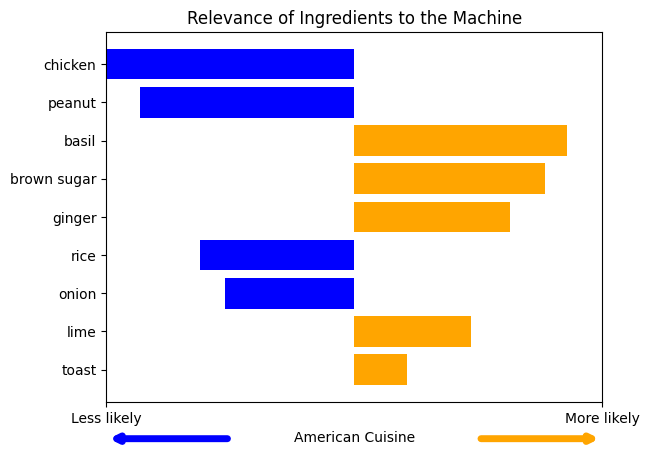 Relevance of Ingredients to the Machine
chicken
peanut
basil
brown sugar
ginger
rice
onion
lime
toast
Less likely More likely
American Cuisine